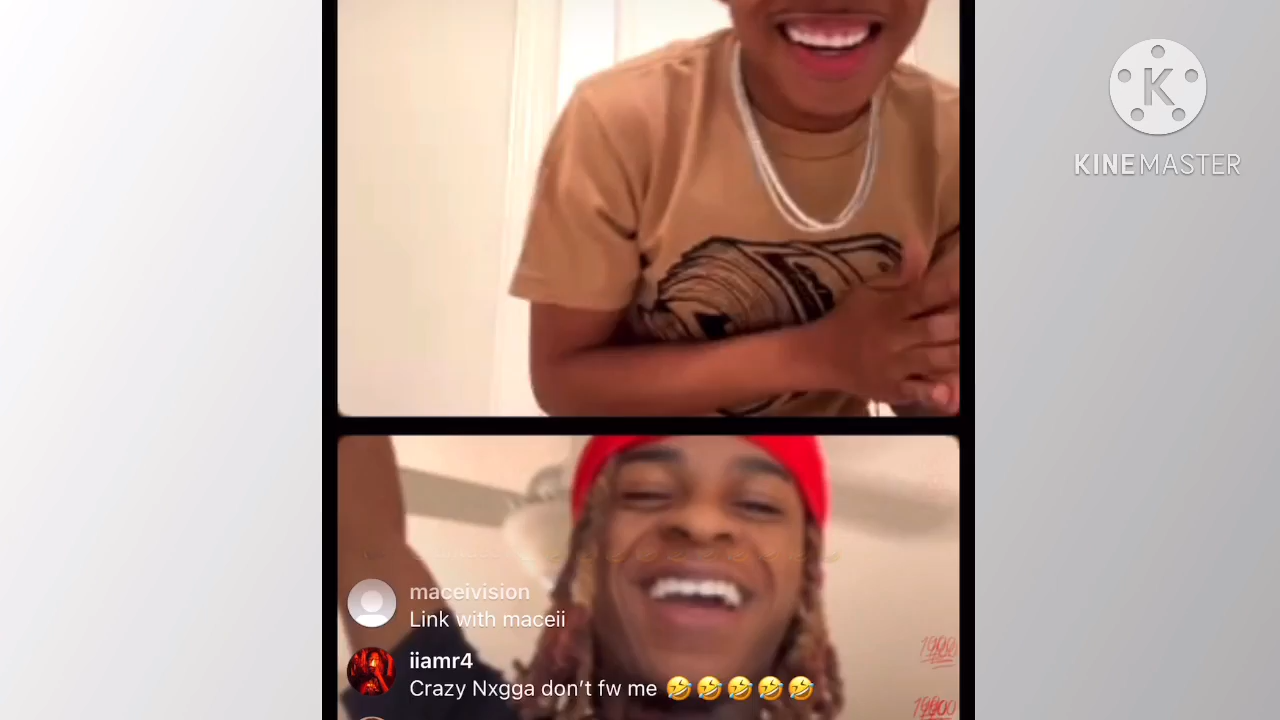 K
KINEMASTER
maceivision
Link with maceii
iiamr4
Crazy Nxgga don’t fw me 🤣🤣🤣🤣🤣